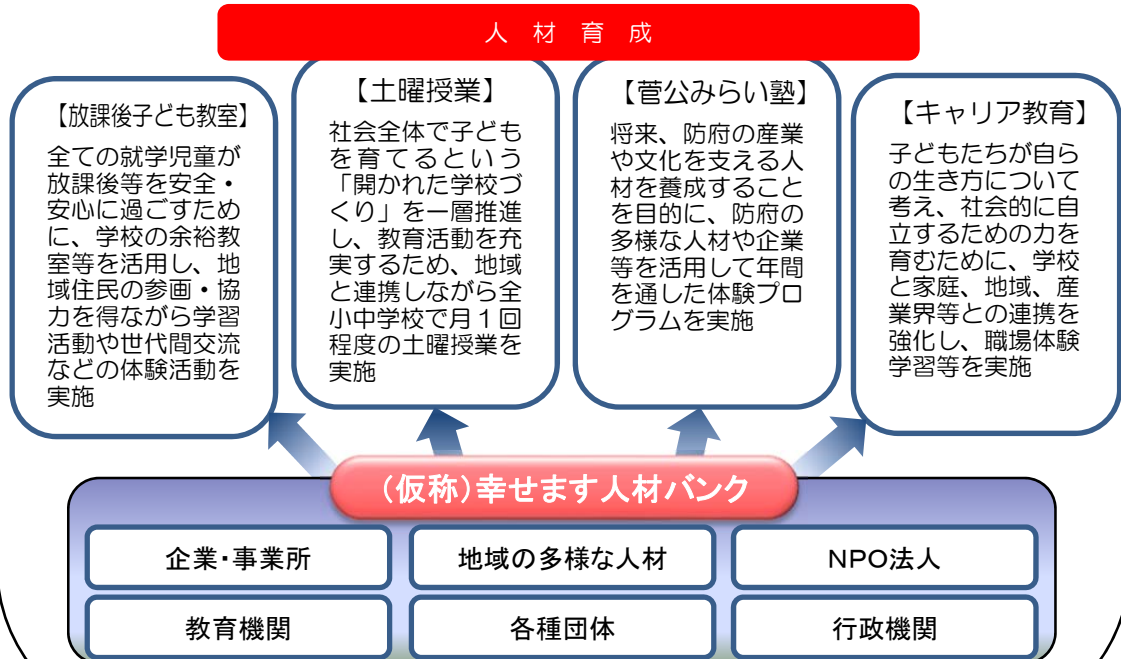 人材育成
【放課後子ども教室】
全ての就学児童が
放課後等を安全・
安心に過ごすため
に、学校の余裕教
室等を活用し、地
域住民の参画・協
力を得ながら学習
活動や世代間交流
などの体験活動を
実施
【土曜授業】
社会全体で子ども
を育てるという
「開かれた学校づ
くり」を一層推進
し、教育活動を充
実するため、地域
と連携しながら全
小中学校で月１回
程度の土曜授業を
実施
【菅公みらい塾】
将来、防府の産業
や文化を支える人
材を養成すること
を目的に、防府の
多様な人材や企業
等を活用して年間
を通した体験プロ
グラムを実施
【キャリア教育】
子どもたちが自ら
の生き方について
考え、社会的に自
立するための力を
育むために、学校
と家庭、地域、産
業界等との連携を
強化し、職場体験
学習等を実施
(仮称)幸せます人材バンク
企業・事業所
地域の多様な人材
NPO法人
教育機関
各種団体
行政機関